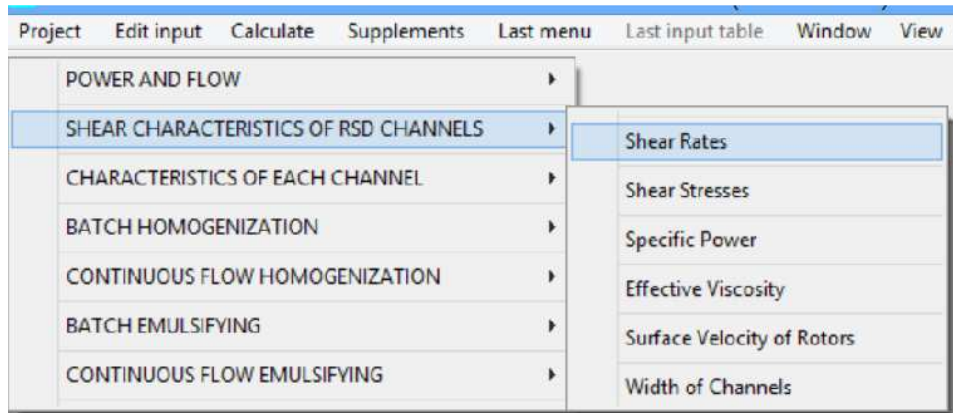 Project Edit input Calculate Supplements Last menu Last input table Window View
POWER AND FLOW
SHEAR CHARACTERISTICS OF RSD CHANNELS
CHARACTERISTICS OF EACH CHANNEL
BATCH HOMOGENIZATION
CONTINUOUS FLOW HOMOGENIZATION
BATCH EMULSIFYING
CONTINUOUS FLOW EMULSIFYING
Shear Rates
Shear Stresses
Specific Power
Effective Viscosity
Surface Velocity of Rotors
Width of Channels